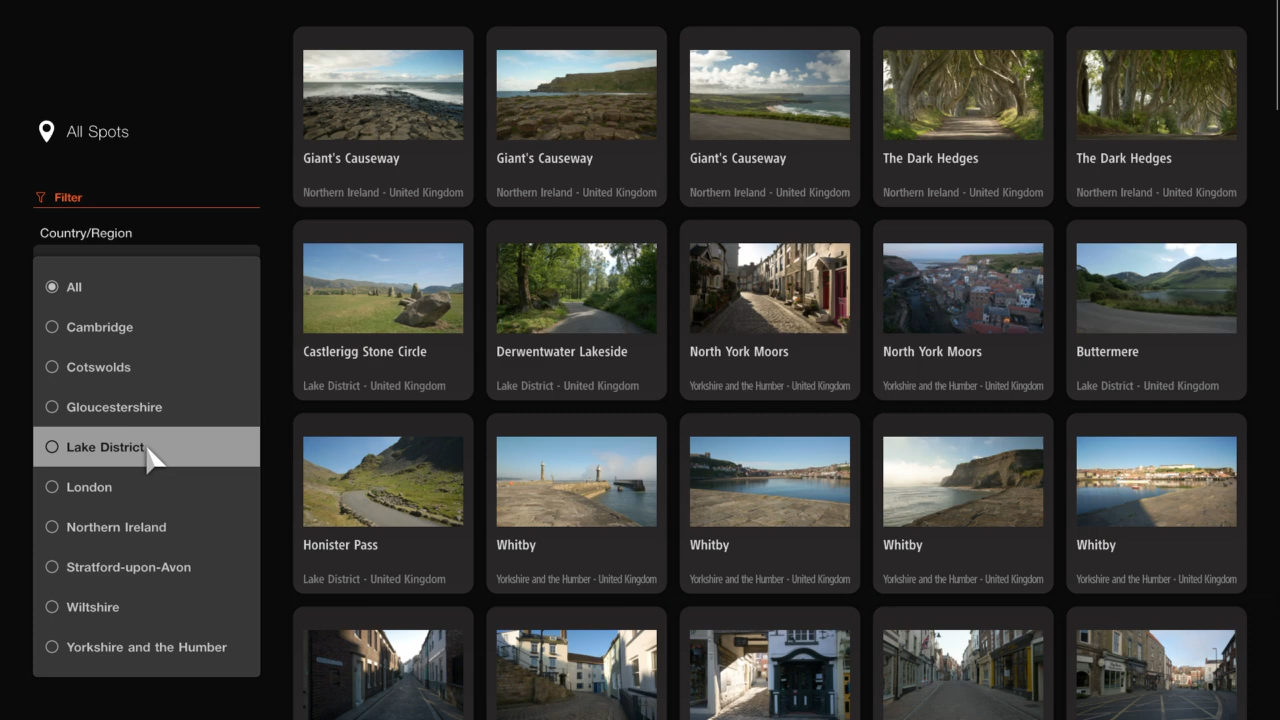 All Spots
Filter
Country/Region
All
Cambridge
Cotswolds
Gloucestershire
Lake District
London
Northern Ireland
Stratford-upon-Avon
Wiltshire
Yorkshire and the Humber
Giant's Causeway
Northern Ireland - United Kingdom
Giant's Causeway
Northern Ireland - United Kingdom
Giant's Causeway
Northern Ireland - United Kingdom
The Dark Hedges
Northern Ireland - United Kingdom
The Dark Hedges
Northern Ireland - United Kingdom
Castlerigg Stone Circle
Lake District - United Kingdom
Derwentwater Lakeside
Lake District - United Kingdom
North York Moors
Yorkshire and the Humber - United Kingdom
North York Moors
Yorkshire and the Humber - United Kingdom
Buttermere
Lake District - United Kingdom
Honister Pass
Lake District - United Kingdom
Whitby
Yorkshire and the Humber - United Kingdom
Whitby
Yorkshire and the Humber - United Kingdom
Whitby
Yorkshire and the Humber - United Kingdom
Whitby
Yorkshire and the Humber - United Kingdom